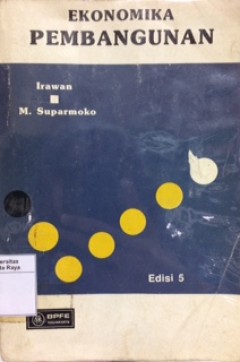 EKONOMIKA
PEMBANGUNAN
Irawan
M. Suparmoko
Edisi 5
BPFE